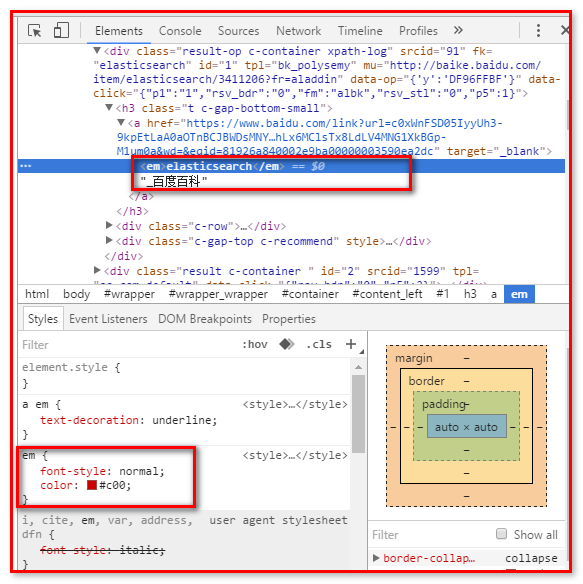 Elements Console Sources Network Timeline Profiles »
▼<div class="result-op c-container xpath-log" srcid="91" fk=
"elasticsearch" id="1" tpl="bk_polysemy" mu="http://baike.baidu.com/
item/elasticsearch/3411206?fr=aladdin" data-op="{'y':'DF96FFBF'}" data-
click="{"p1":"1","rsv_bdr":"0","fm":"albk","rsv_stl":"0","p5":1}">
▼<h3 class="t c-gap-bottom-small">
▼<a href="https://www.baidu.com/link?url=c0xWnFSD05IyyUh3-
9kpEtLaA0aOTnBCJBWDsMNY…hLx6MClsTx8LdLV4MNG1XkBGp-
M1um0a&wd=&eqid=81926a840002e9ba00000003590ea2dc" target="_blank">
… <em>elasticsearch</em> == $0
"_百度百科"
</a>
</h3>
▶<div class="c-row">…</div>
▶<div class="c-gap-top c-recommend" style>…</div>
</div>
▶<div class="result c-container " id="2" srcid="1599" tpl=
html body #wrapper #wrapper_wrapper #container #content_left #1 h3 a em
Styles Event Listeners DOM Breakpoints Properties
Filter :hov .cls +
element.style {
}
a em { <style>…</style>
text-decoration: underline;
}
em { <style>…</style>
font-style: normal;
color: #c00;
}
i, cite, em, var, address, user agent stylesheet
dfn {
font-style: italic;
}
margin –
border –
padding–
– – – auto × auto – – –
–
–
–
Filter Show all
▶ border-collap… collapse